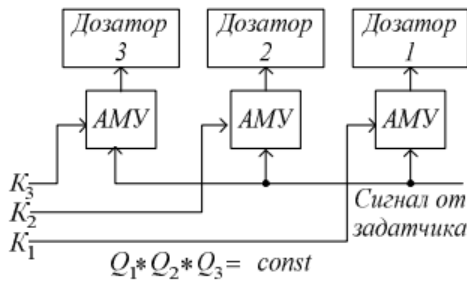 Дозатор
3
Дозатор
2
Дозатор
1
АМУ
АМУ
АМУ
K₃
K₂
K₁
Сигнал от
задатчика
Q₁*Q₂*Q₃= const